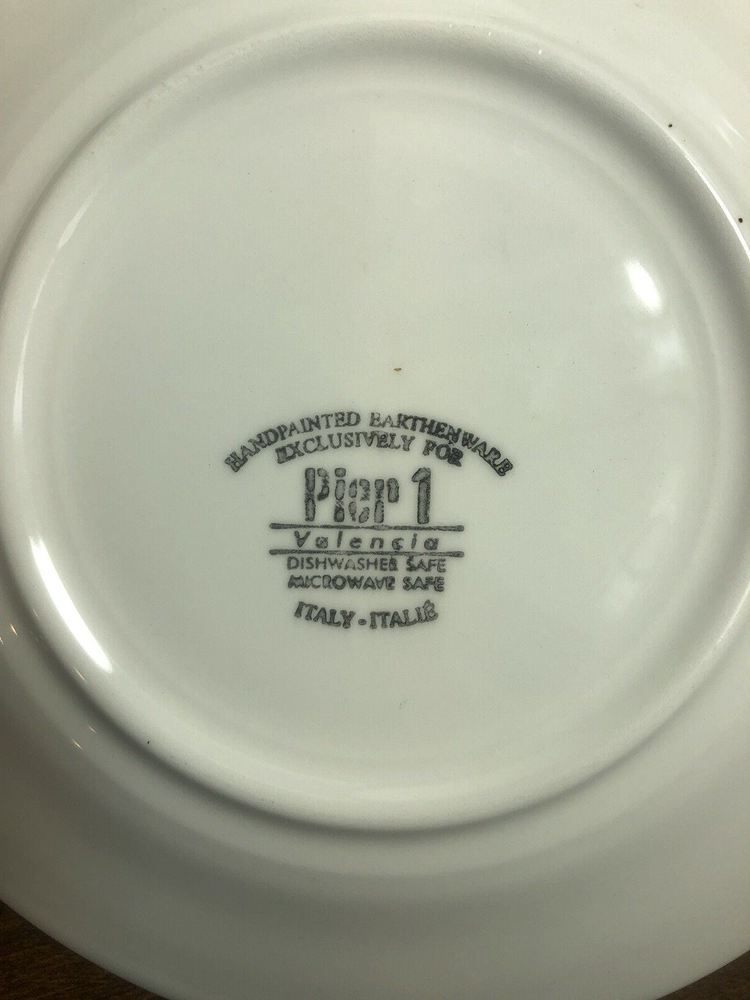 HANDPAINTED EARTHENWARE
EXCLUSIVELY FOR
Pier 1
Valencia
DISHWASHER SAFE
MICROWAVE SAFE
ITALY - ITALIE